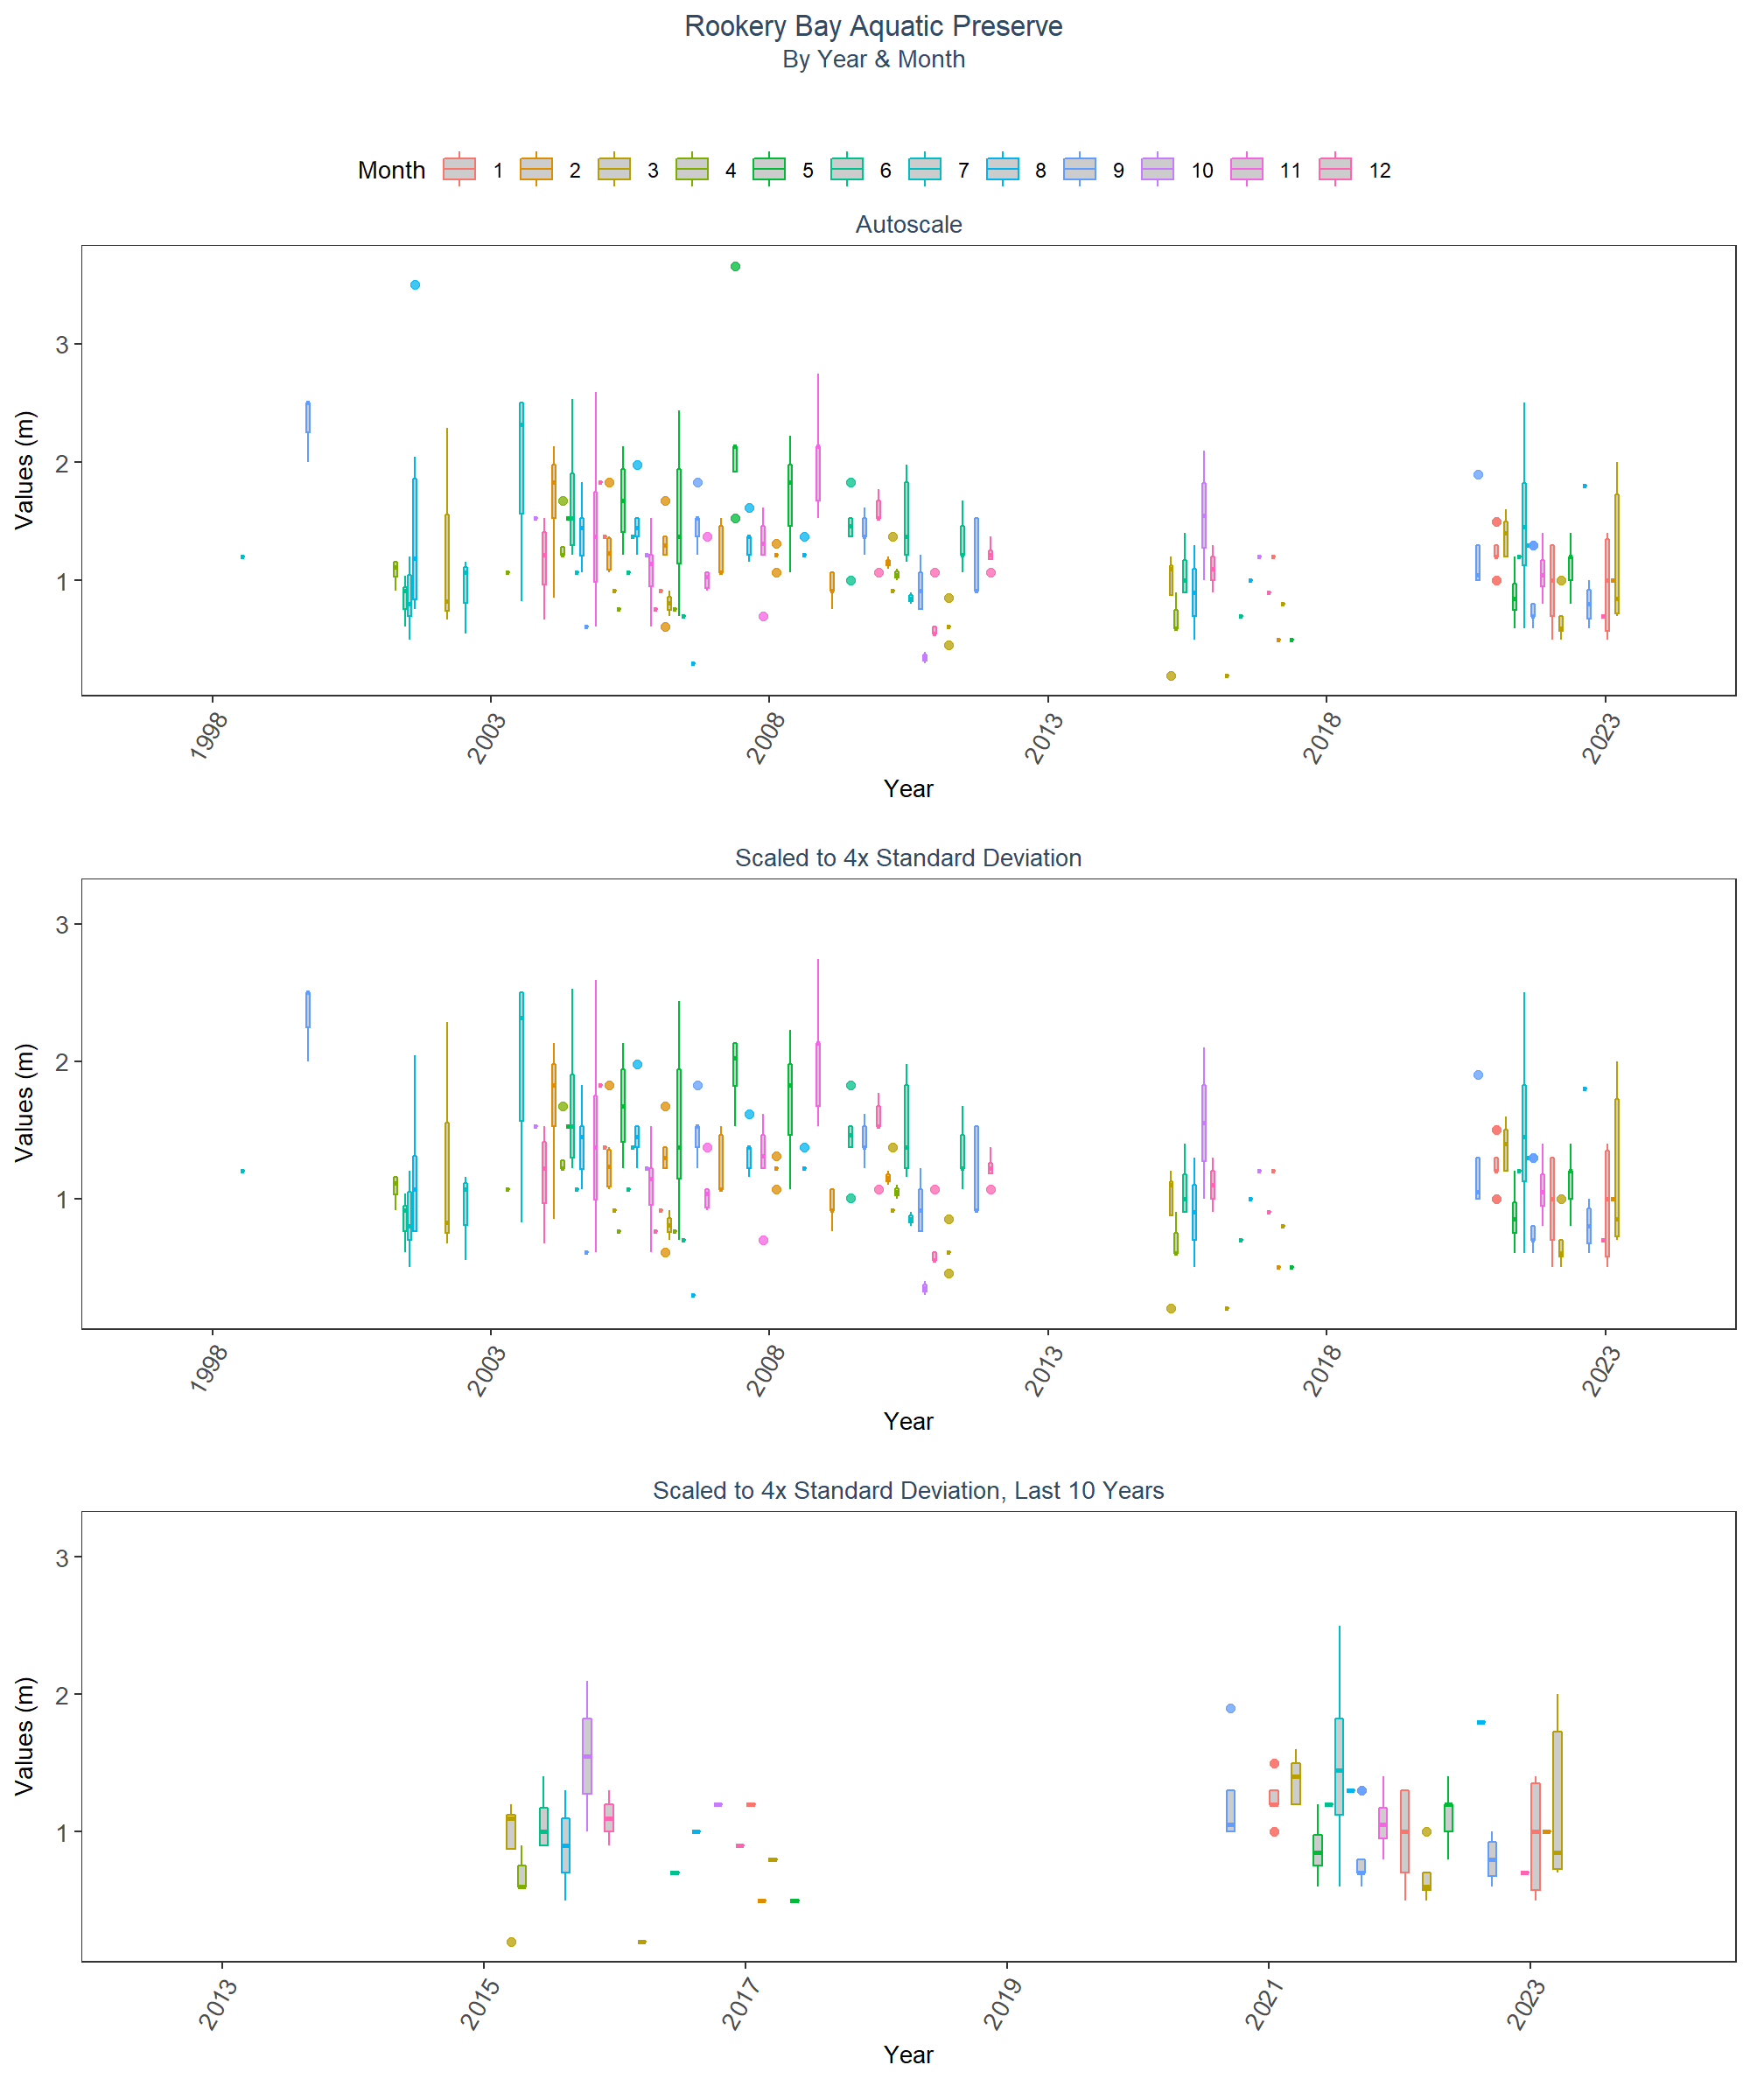 Rookery Bay Aquatic Preserve
By Year & Month
Month 1 2 3 4 5 6 7 8 9 10 11 12
Autoscale
Values (m)
3
2
1
1998 2003 2008 2013 2018 2023
Year
Scaled to 4x Standard Deviation
Values (m)
3
2
1
1998 2003 2008 2013 2018 2023
Year
Scaled to 4x Standard Deviation, Last 10 Years
Values (m)
3
2
1
2013 2015 2017 2019 2021 2023
Year